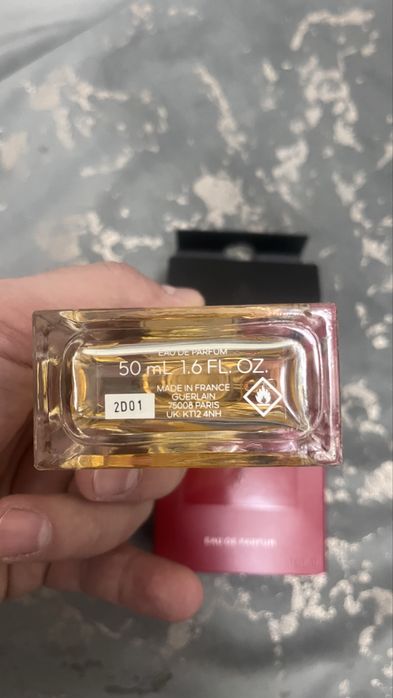 EAU DE PARFUM
50 mL 1.6 FL. OZ.
MADE IN FRANCE
GUERLAIN
75008 PARIS
UK: KT12 4NH
2D01
EAU DE PARFUM